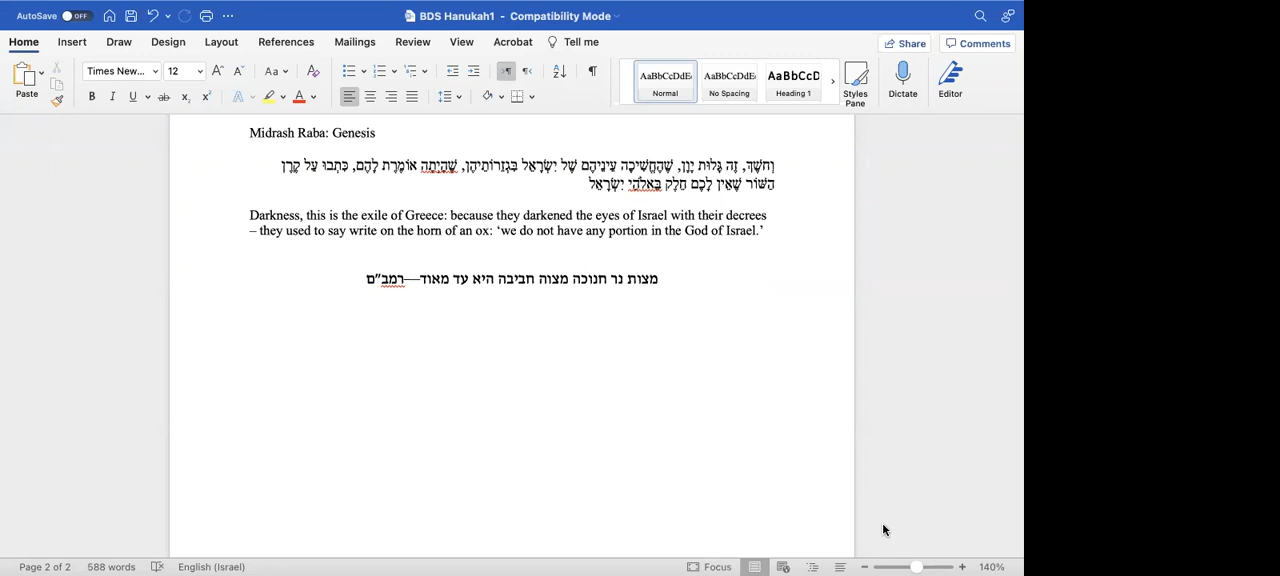 AutoSave OFF BDS Hanukah1 - Compatibility Mode
Home Insert Draw Design Layout References Mailings Review View Acrobat Tell me Share Comments
Times New... 12 Aa AaBbCcDdEe AaBbCcDdEe AaBbCcD
Paste Normal No Spacing Heading 1 Styles Pane Dictate Editor
Midrash Raba: Genesis
וְחֹשֶׁךְ, זֶה גָּלוּת יָוָן, שֶׁהֶחֱשִׁיכָה עֵינֵיהֶם שֶׁל יִשְׂרָאֵל בִּגְזֵרוֹתֵיהֶן, שֶׁהָיְתָה אוֹמֶרֶת לָהֶם, כִּתְבוּ עַל קֶרֶן
הַשּׁוֹר שֶׁאֵין לָכֶם חֵלֶק בֵּאלֹהֵי יִשְׂרָאֵל
Darkness, this is the exile of Greece: because they darkened the eyes of Israel with their decrees
– they used to say write on the horn of an ox: ‘we do not have any portion in the God of Israel.’
מצות נר חנוכה מצוה חביבה היא עד מאוד—רמב"ם
Page 2 of 2 588 words English (Israel) Focus 140%